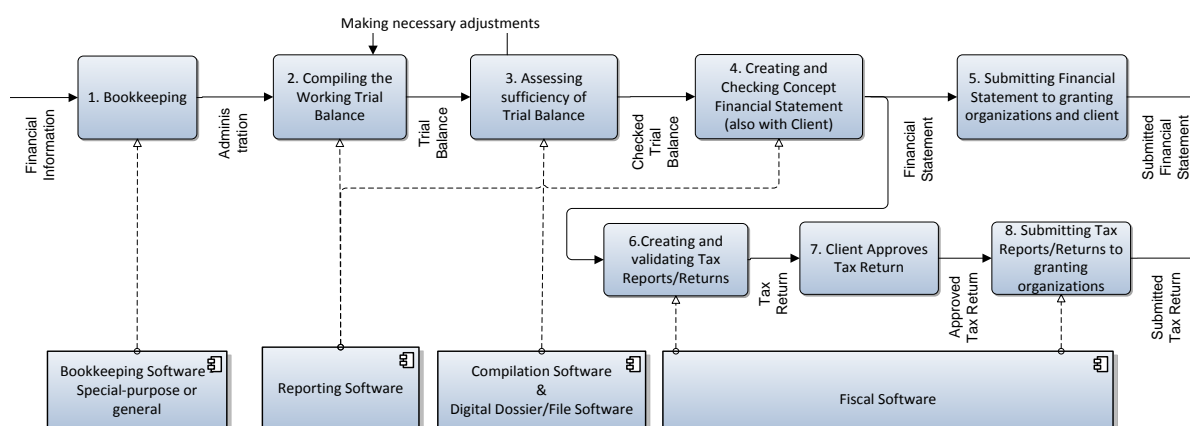 Making necessary adjustments
1. Bookkeeping
2. Compiling the
Working Trial
Balance
3. Assessing
sufficiency of
Trial Balance
4. Creating and
Checking Concept
Financial Statement
(also with Client)
5. Submitting Financial
Statement to granting
organizations and client
Financial
Information
Adminis
tration
Trial
Balance
Checked
Trial
Balance
Financial
Statement
Submitted
Financial
Statement
6.Creating and
validating Tax
Reports/Returns
7. Client Approves
Tax Return
8. Submitting Tax
Reports/Returns to
granting
organizations
Tax
Return
Approved
Tax Return
Submitted
Tax Return
Bookkeeping Software
Special-purpose or
general
Reporting Software
Compilation Software
&
Digital Dossier/File Software
Fiscal Software